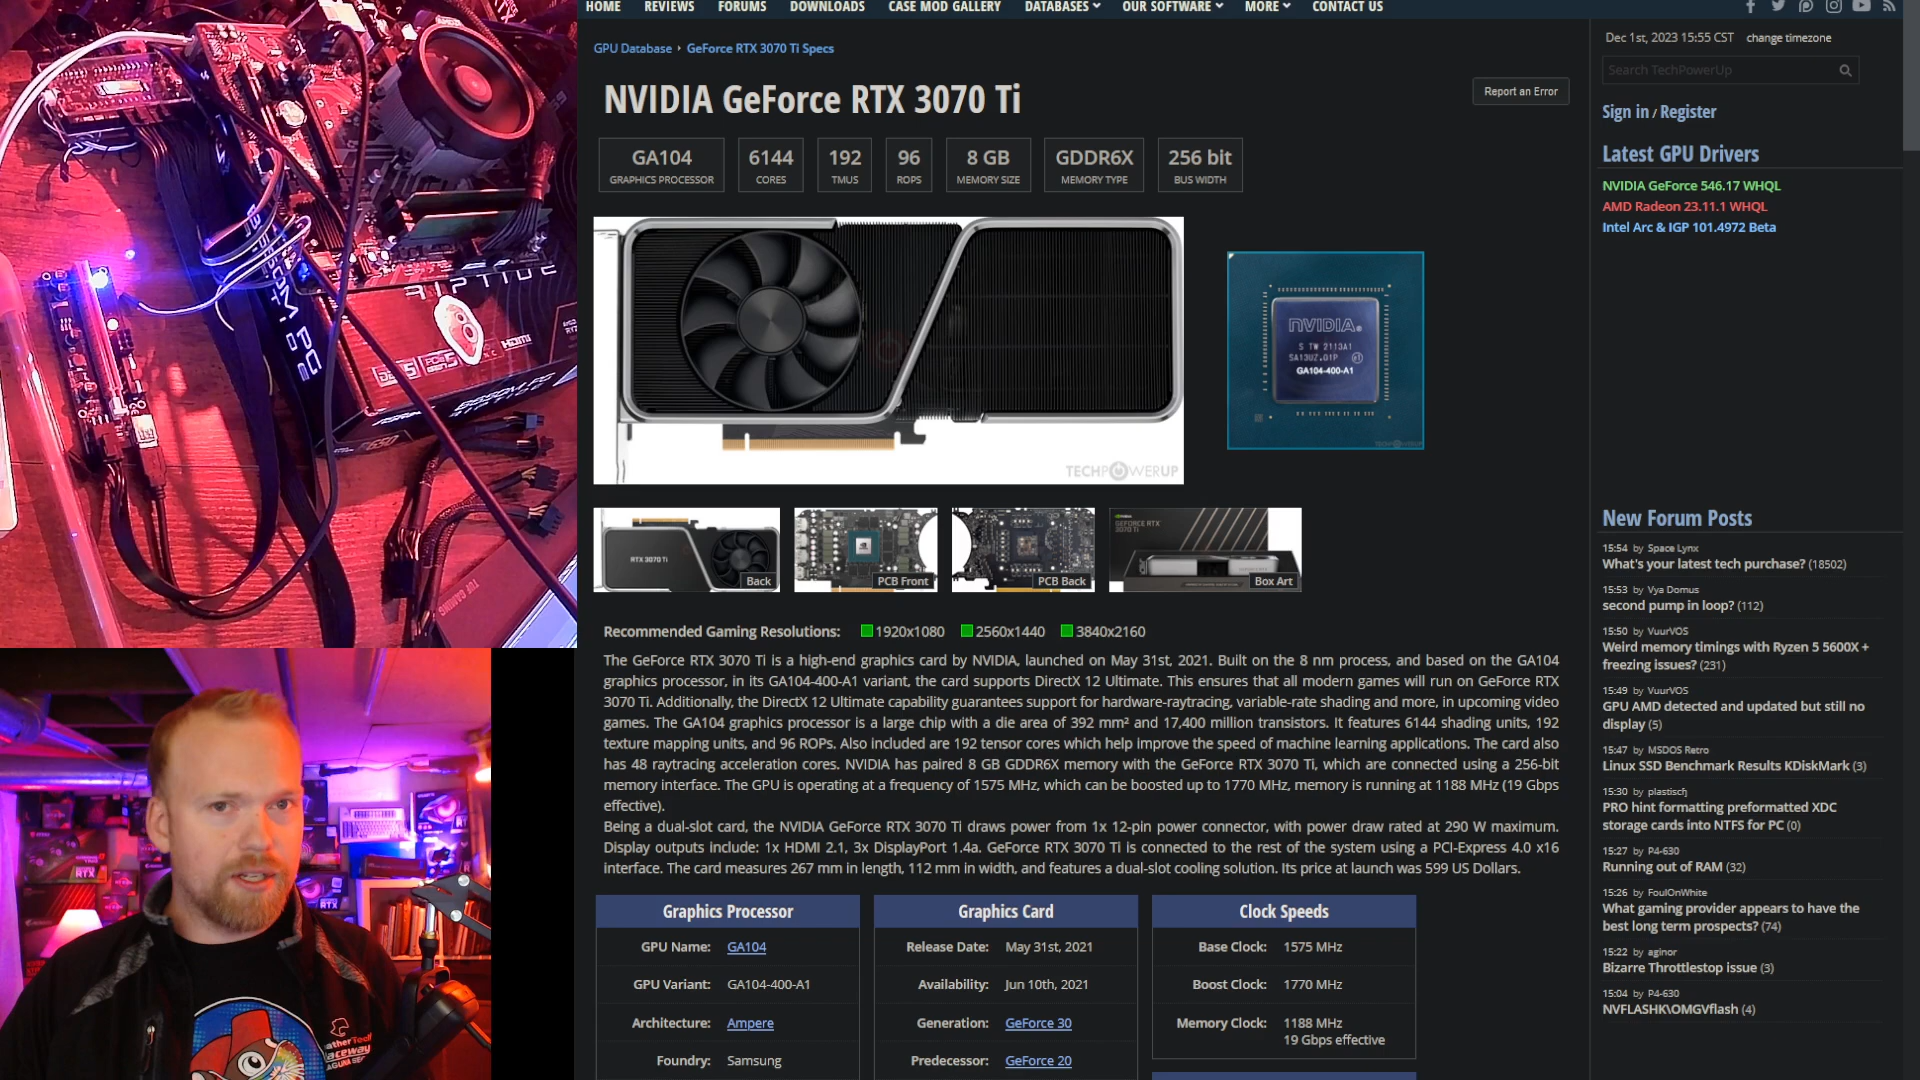 HOME REVIEWS FORUMS DOWNLOADS CASE MOD GALLERY DATABASES OUR SOFTWARE MORE CONTACT US
GPU Database › GeForce RTX 3070 Ti Specs
NVIDIA GeForce RTX 3070 Ti
Report an Error
GA104 6144 192 96 8 GB GDDR6X 256 bit
GRAPHICS PROCESSOR CORES TMUS ROPS MEMORY SIZE MEMORY TYPE BUS WIDTH
TECHPOWERUP
NVIDIA.
S TW 2113A1
SA13UZ.01P
GA104-400-A1
RTX 3070 Ti
Back
PCB Front
PCB Back
GEFORCE RTX
3070 Ti
Box Art
Recommended Gaming Resolutions: 1920x1080 2560x1440 3840x2160
The GeForce RTX 3070 Ti is a high-end graphics card by NVIDIA, launched on May 31st, 2021. Built on the 8 nm process, and based on the GA104
graphics processor, in its GA104-400-A1 variant, the card supports DirectX 12 Ultimate. This ensures that all modern games will run on GeForce RTX
3070 Ti. Additionally, the DirectX 12 Ultimate capability guarantees support for hardware-raytracing, variable-rate shading and more, in upcoming video
games. The GA104 graphics processor is a large chip with a die area of 392 mm² and 17,400 million transistors. It features 6144 shading units, 192
texture mapping units, and 96 ROPs. Also included are 192 tensor cores which help improve the speed of machine learning applications. The card also
has 48 raytracing acceleration cores. NVIDIA has paired 8 GB GDDR6X memory with the GeForce RTX 3070 Ti, which are connected using a 256-bit
memory interface. The GPU is operating at a frequency of 1575 MHz, which can be boosted up to 1770 MHz, memory is running at 1188 MHz (19 Gbps
effective).
Being a dual-slot card, the NVIDIA GeForce RTX 3070 Ti draws power from 1x 12-pin power connector, with power draw rated at 290 W maximum.
Display outputs include: 1x HDMI 2.1, 3x DisplayPort 1.4a. GeForce RTX 3070 Ti is connected to the rest of the system using a PCI-Express 4.0 x16
interface. The card measures 267 mm in length, 112 mm in width, and features a dual-slot cooling solution. Its price at launch was 599 US Dollars.
Graphics Processor
GPU Name: GA104
GPU Variant: GA104-400-A1
Architecture: Ampere
Foundry: Samsung
Graphics Card
Release Date: May 31st, 2021
Availability: Jun 10th, 2021
Generation: GeForce 30
Predecessor: GeForce 20
Clock Speeds
Base Clock: 1575 MHz
Boost Clock: 1770 MHz
Memory Clock: 1188 MHz
19 Gbps effective
Dec 1st, 2023 15:55 CST change timezone
Search TechPowerUp
Sign in / Register
Latest GPU Drivers
NVIDIA GeForce 546.17 WHQL
AMD Radeon 23.11.1 WHQL
Intel Arc & IGP 101.4972 Beta
New Forum Posts
15:54 by Space Lynx
What's your latest tech purchase? (18502)
15:53 by Vya Domus
second pump in loop? (112)
15:50 by VuurVOS
Weird memory timings with Ryzen 5 5600X +
freezing issues? (231)
15:49 by VuurVOS
GPU AMD detected and updated but still no
display (5)
15:47 by MSDOS Retro
Linux SSD Benchmark Results KDiskMark (3)
15:30 by plastiscɧ
PRO hint formatting preformatted XDC
storage cards into NTFS for PC (0)
15:27 by P4-630
Running out of RAM (32)
15:26 by FoulOnWhite
What gaming provider appears to have the
best long term prospects? (74)
15:22 by aginor
Bizarre Throttlestop issue (3)
15:04 by P4-630
NVFLASHK\OMGVflash (4)
RIPTIDE
HDMI
B650M PG
RIPTIDE
TUF GAMING
RTX